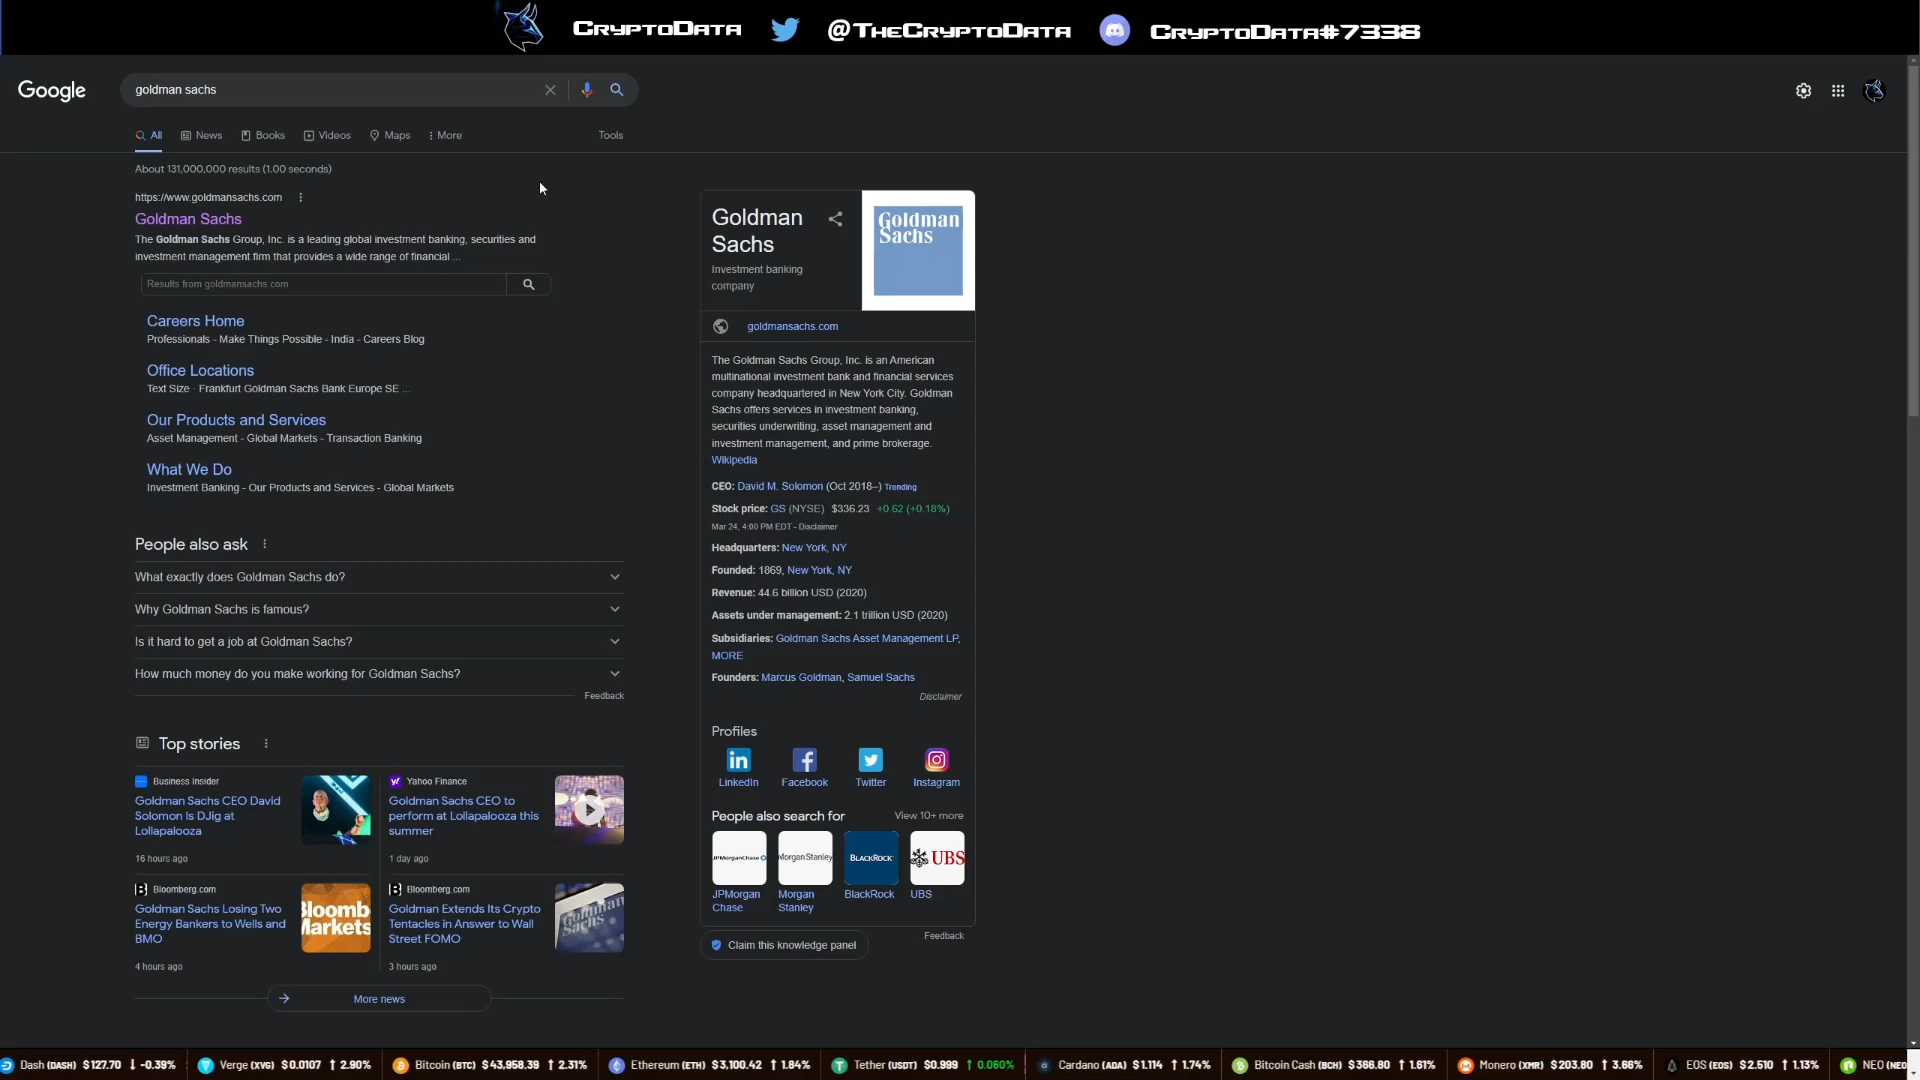 CryptoData @TheCryptoData CryptoData#7338
Google
goldman sachs
All News Books Videos Maps More Tools
About 131,000,000 results (1.00 seconds)
https://www.goldmansachs.com
Goldman Sachs
The Goldman Sachs Group, Inc. is a leading global investment banking, securities and
investment management firm that provides a wide range of financial ...
Results from goldmansachs.com
Careers Home
Professionals - Make Things Possible - India - Careers Blog
Office Locations
Text Size · Frankfurt Goldman Sachs Bank Europe SE ...
Our Products and Services
Asset Management - Global Markets - Transaction Banking
What We Do
Investment Banking - Our Products and Services - Global Markets
People also ask
What exactly does Goldman Sachs do?
Why Goldman Sachs is famous?
Is it hard to get a job at Goldman Sachs?
How much money do you make working for Goldman Sachs?
Feedback
Top stories
Business Insider
Goldman Sachs CEO David
Solomon Is DJig at
Lollapalooza
16 hours ago
Yahoo Finance
Goldman Sachs CEO to
perform at Lollapalooza this
summer
1 day ago
Bloomberg.com
Goldman Sachs Losing Two
Energy Bankers to Wells and
BMO
4 hours ago
Bloomb
Markets
Bloomberg.com
Goldman Extends Its Crypto
Tentacles in Answer to Wall
Street FOMO
3 hours ago
Goldman
Sachs
More news
Goldman
Sachs
Investment banking
company
Goldman
Sachs
goldmansachs.com
The Goldman Sachs Group, Inc. is an American
multinational investment bank and financial services
company headquartered in New York City. Goldman
Sachs offers services in investment banking,
securities underwriting, asset management and
investment management, and prime brokerage.
Wikipedia
CEO: David M. Solomon (Oct 2018–) Trending
Stock price: GS (NYSE) $336.23 +0.62 (+0.18%)
Mar 24, 4:00 PM EDT - Disclaimer
Headquarters: New York, NY
Founded: 1869, New York, NY
Revenue: 44.6 billion USD (2020)
Assets under management: 2.1 trillion USD (2020)
Subsidiaries: Goldman Sachs Asset Management LP,
MORE
Founders: Marcus Goldman, Samuel Sachs
Disclaimer
Profiles
LinkedIn Facebook Twitter Instagram
People also search for View 10+ more
JPMorganChase Morgan Stanley BLACKROCK UBS
JPMorgan
Chase
Morgan
Stanley
BlackRock
UBS
Feedback
Claim this knowledge panel
Dash (DASH) $127.70 ↓ -0.39% Verge (XVG) $0.0107 ↑ 2.90% Bitcoin (BTC) $43,958.39 ↑ 2.31% Ethereum (ETH) $3,100.42 ↑ 1.84% Tether (USDT) $0.999 ↑ 0.060% Cardano (ADA) $1.114 ↑ 1.74% Bitcoin Cash (BCH) $366.80 ↑ 1.61% Monero (XMR) $203.80 ↑ 3.66% EOS (EOS) $2.510 ↑ 1.13% NEO (NEO